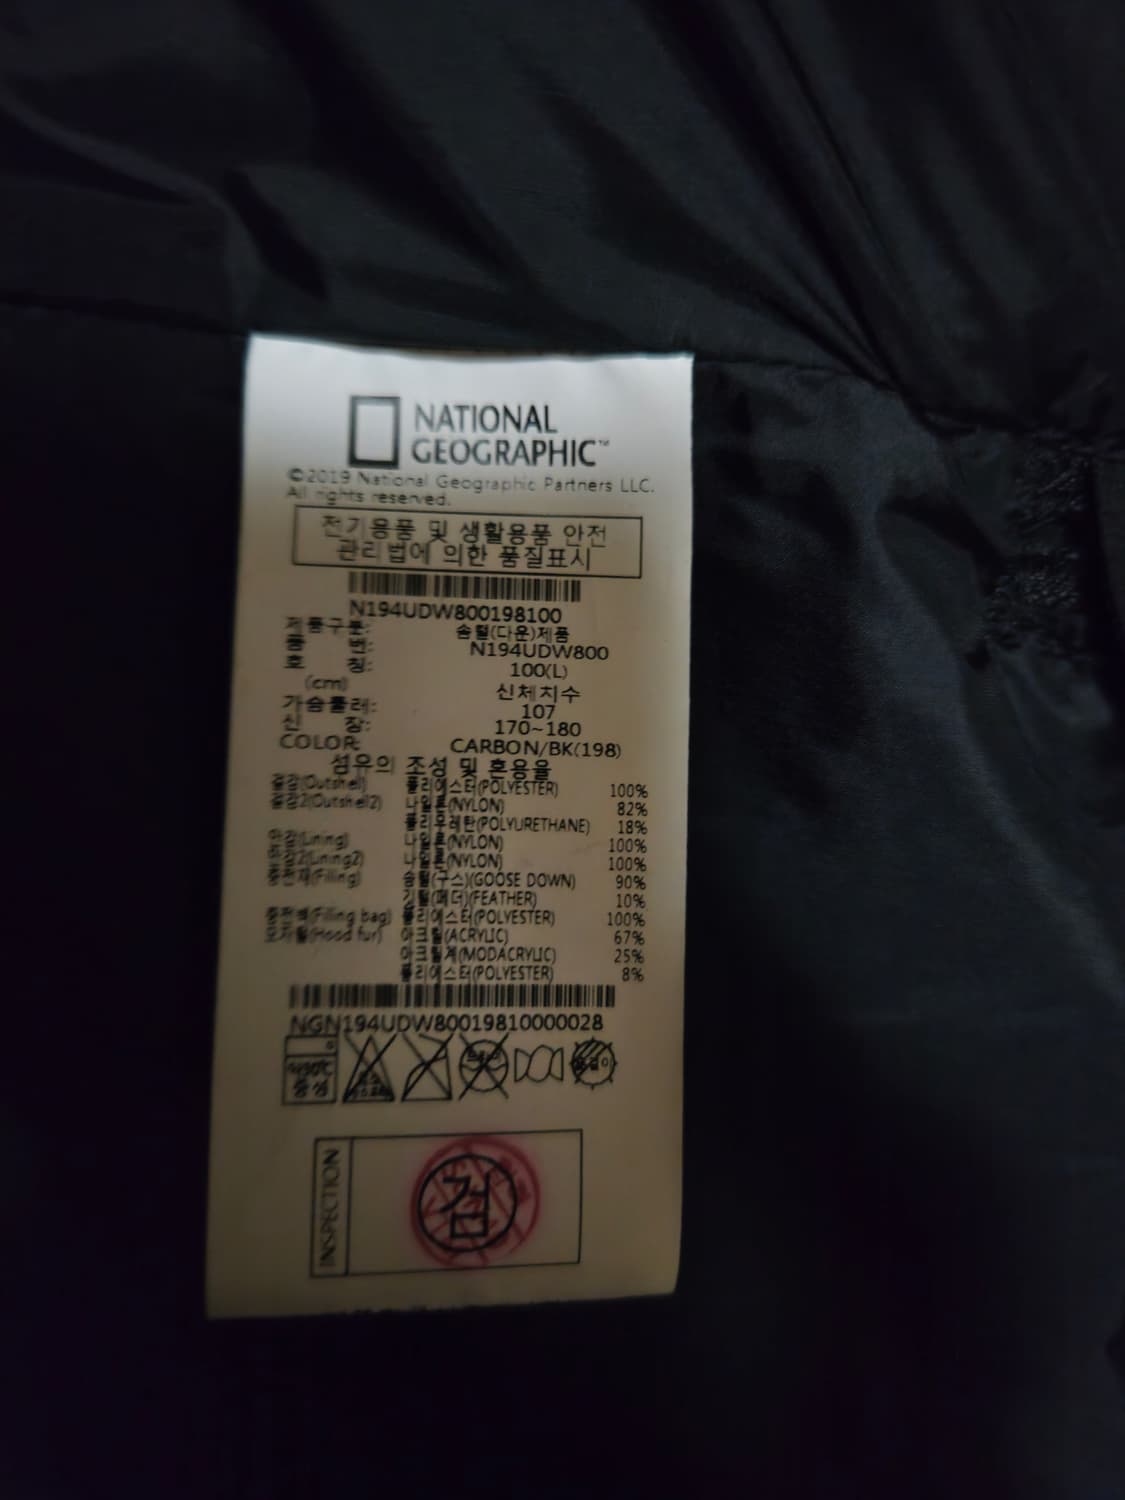 NATIONAL
GEOGRAPHIC™
©2019 National Geographic Partners LLC.
All rights reserved.
전기용품 및 생활용품 안전
관리법에 의한 품질표시
N194UDW800198100
제품구분: 솜털(다운)제품
품 번: N194UDW800
호 칭: 100(L)
(cm) 신체치수
가슴둘레: 107
신 장: 170~180
COLOR: CARBON/BK(198)
섬유의 조성 및 혼용율
겉감(Outshell) 폴리에스터(POLYESTER) 100%
겉감2(Outshell2) 나일론(NYLON) 82%
폴리우레탄(POLYURETHANE) 18%
안감(Lining) 나일론(NYLON) 100%
안감2(Lining2) 나일론(NYLON) 100%
충전재(Filling) 솜털(구스)(GOOSE DOWN) 90%
깃털(페더)(FEATHER) 10%
충전백(Filling bag) 폴리에스터(POLYESTER) 100%
모자털(Hood fur) 아크릴(ACRYLIC) 67%
아크릴계(MODACRYLIC) 25%
폴리에스터(POLYESTER) 8%
NGN194UDW80019810000028
약30℃
중성
옷걸이
INSPECTION
검